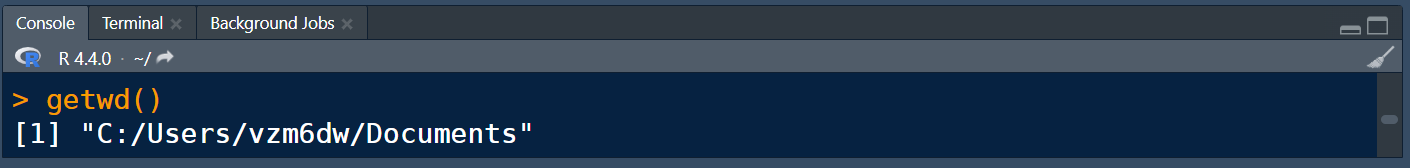 Console Terminal Background Jobs
R R 4.4.0 · ~/
> getwd()
[1] "C:/Users/vzm6dw/Documents"